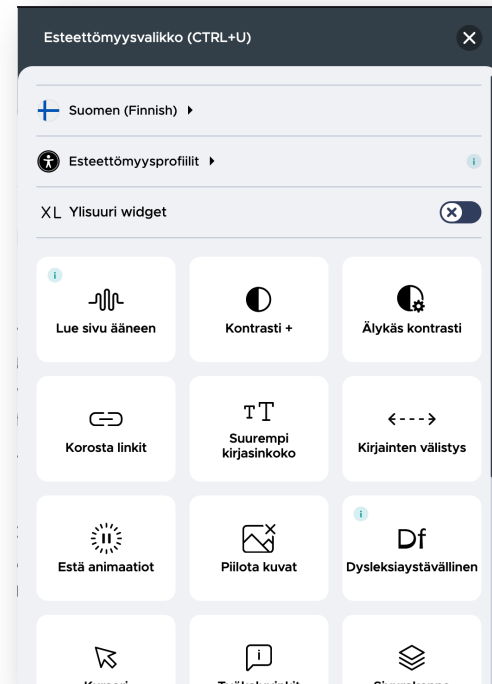 Esteettömyysvalikko (CTRL+U)
Suomen (Finnish)
Esteettömyysprofiilit
XL Ylisuuri widget
Lue sivu ääneen
Kontrasti +
Älykäs kontrasti
Korosta linkit
TT
Suurempi
kirjasinkoko
Kirjainten välistys
Estä animaatiot
Piilota kuvat
Df
Dysleksiaystävällinen